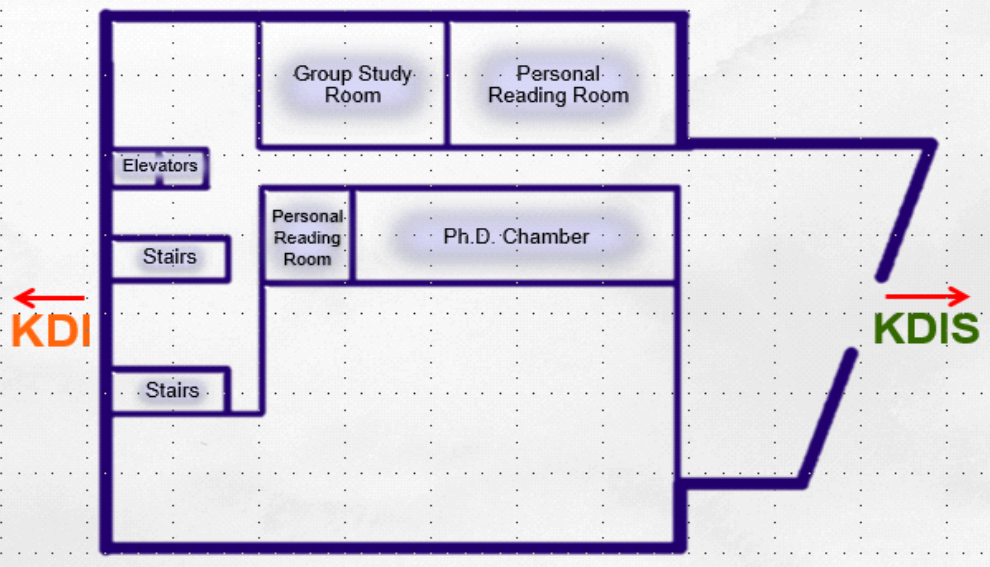 Group Study
Room
Personal
Reading Room
Elevators
Personal
Reading
Room
Ph.D. Chamber
Stairs
KDI
KDIS
Stairs